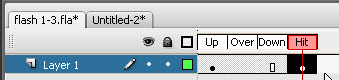 flash 1-3.fla* Untitled-2*
Up Over Down Hit
Layer 1